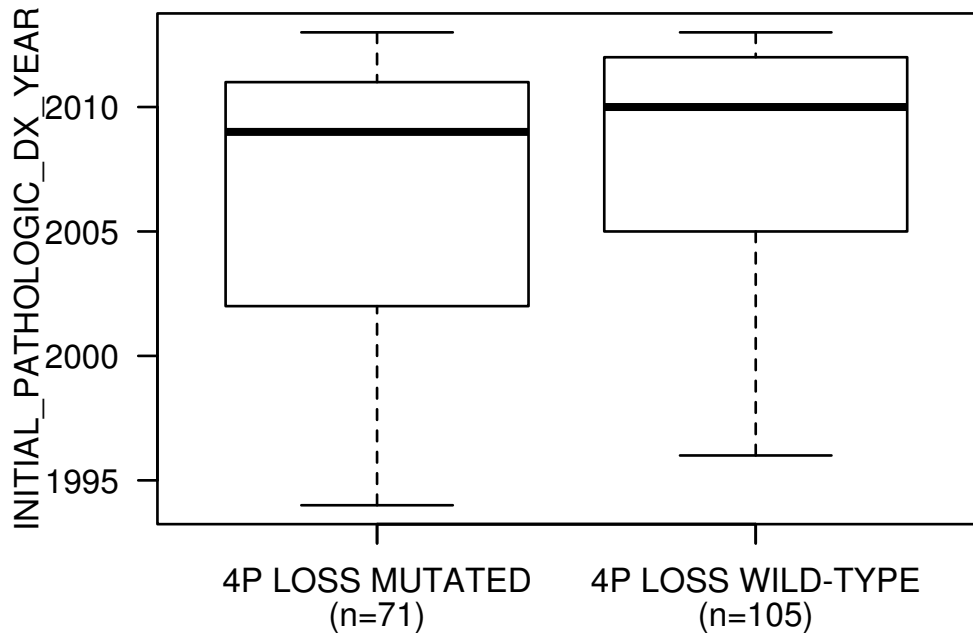 INITIAL_PATHOLOGIC_DX_YEAR
2010
2005
2000
1995
4P LOSS MUTATED
(n=71)
4P LOSS WILD-TYPE
(n=105)